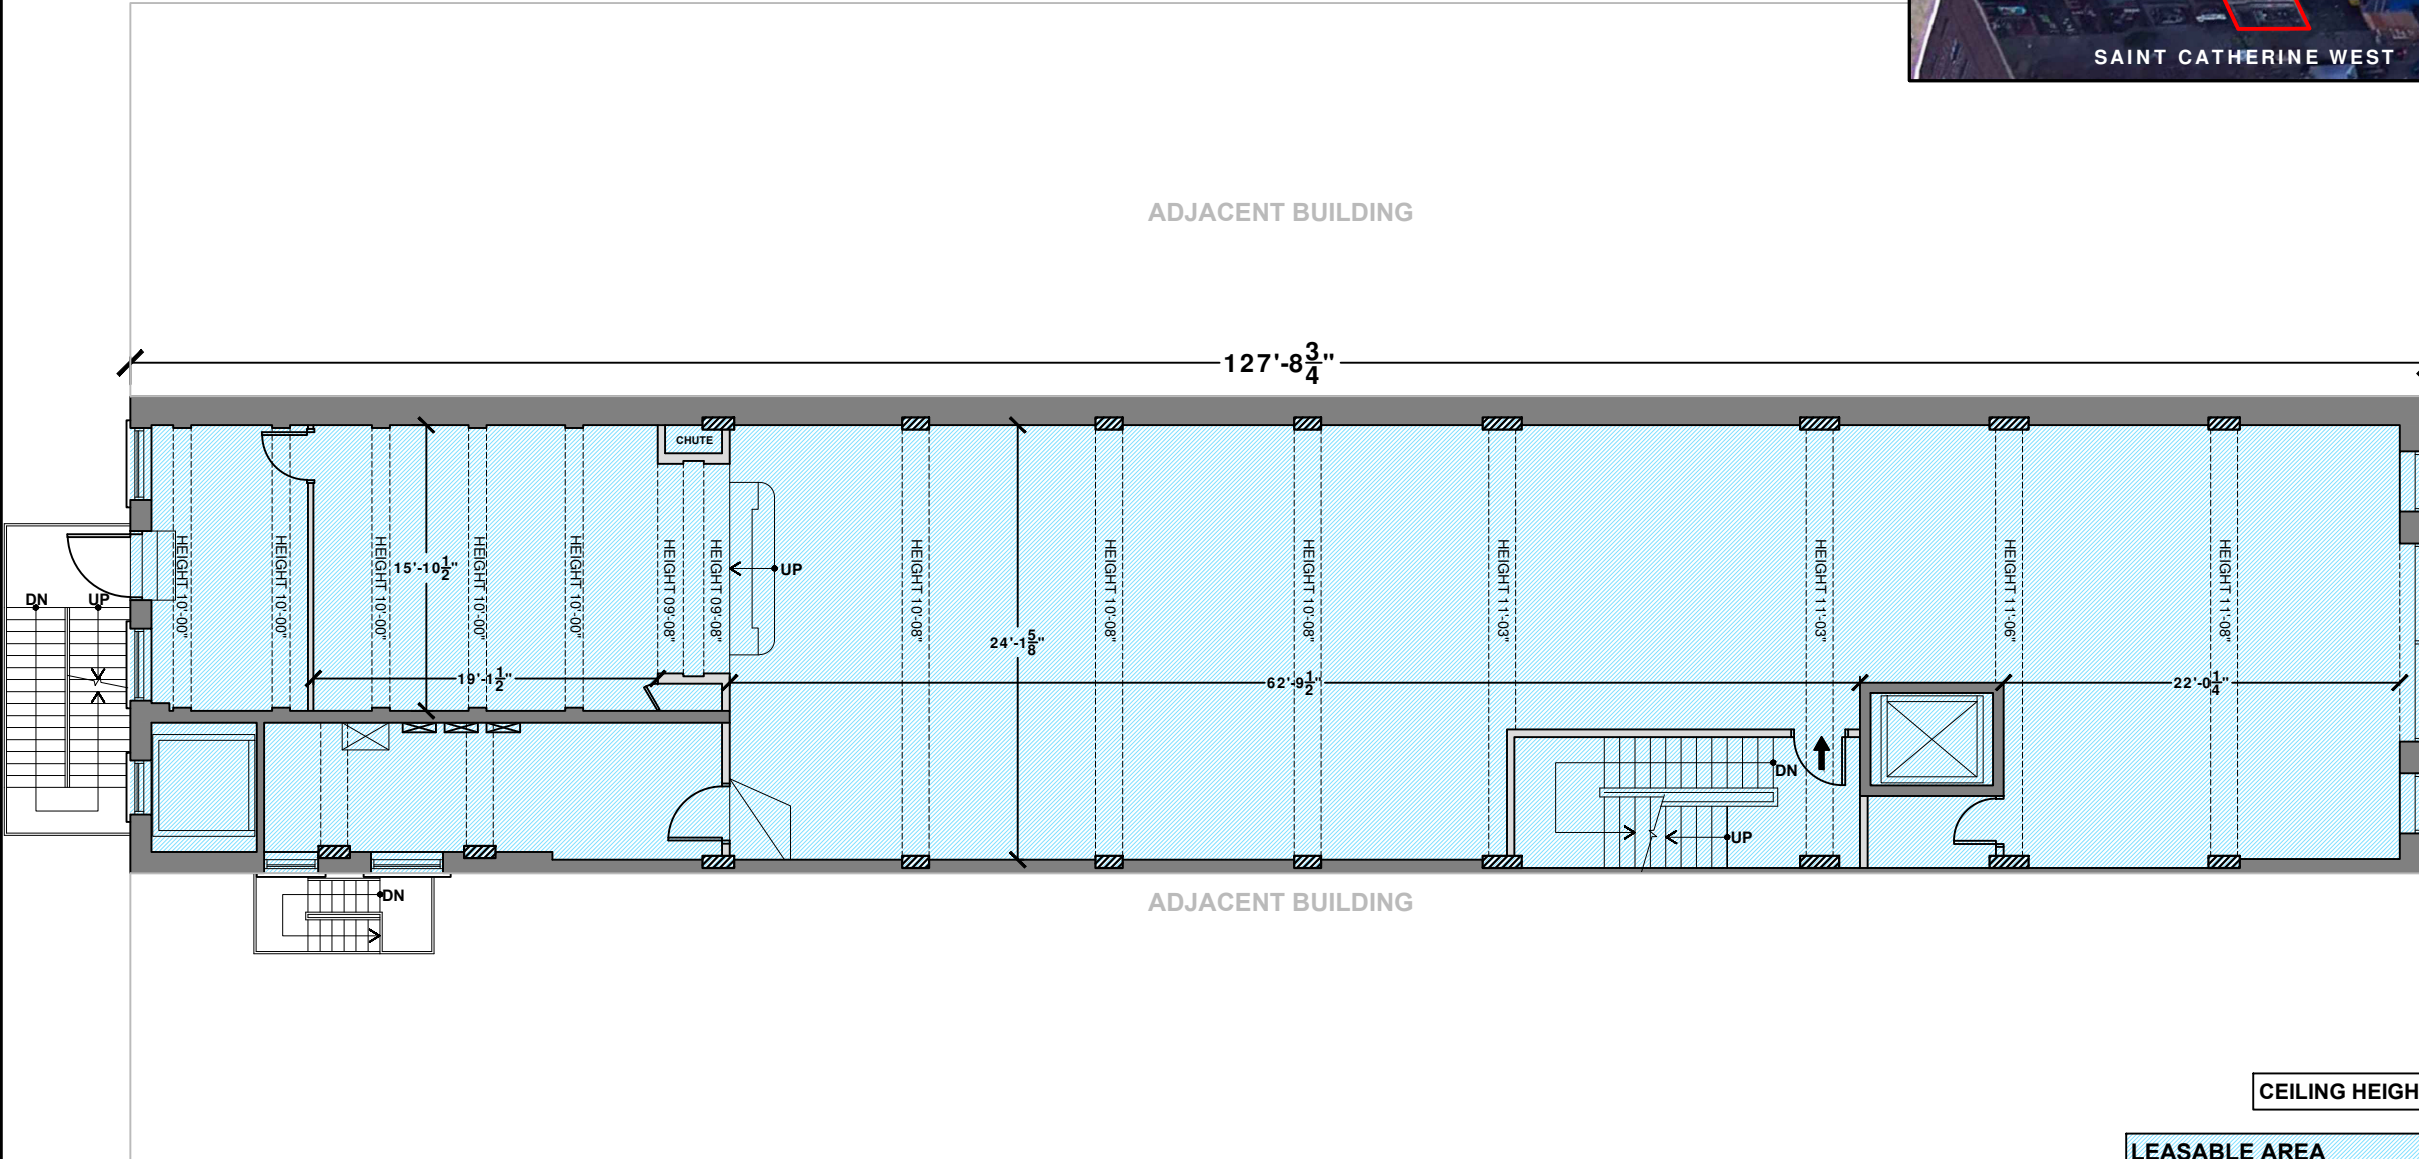 SAINT CATHERINE WEST
ADJACENT BUILDING
127'-8 3/4"
CHUTE
HEIGHT 10'-00"
HEIGHT 10'-00"
HEIGHT 10'-00"
15'-10 1/2"
HEIGHT 10'-00"
HEIGHT 10'-00"
HEIGHT 09'-08"
HEIGHT 09'-08"
UP
HEIGHT 10'-08"
24'-1 5/8"
HEIGHT 10'-08"
HEIGHT 10'-08"
HEIGHT 11'-03"
HEIGHT 11'-03"
HEIGHT 11'-06"
HEIGHT 11'-08"
DN
UP
19'-1 1/2"
62'-9 1/2"
22'-0 1/4"
DN
UP
DN
ADJACENT BUILDING
CEILING HEIGH
LEASABLE AREA